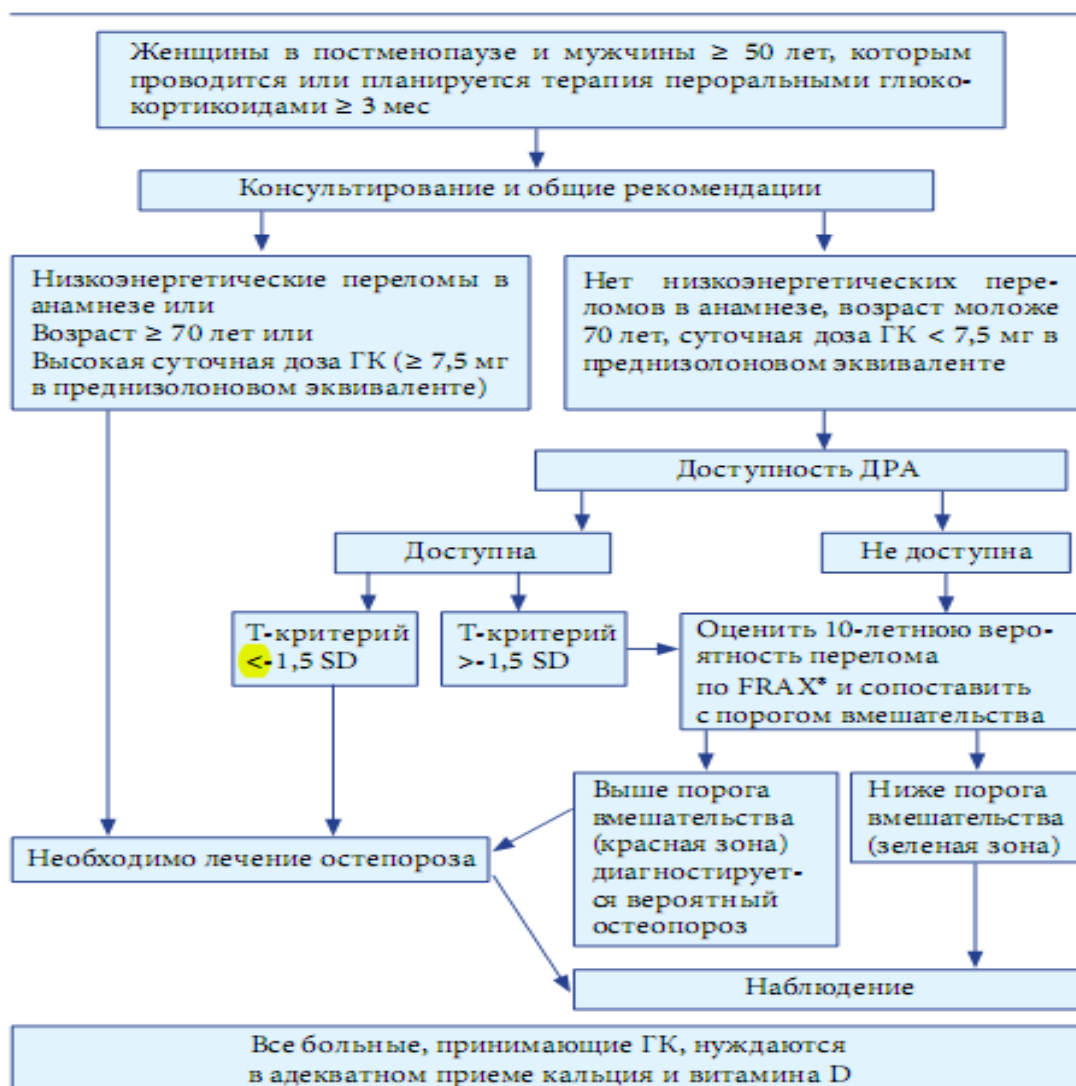 Женщины в постменопаузе и мужчины ≥ 50 лет, которым
проводится или планируется терапия пероральными глюко-
кортикоидами ≥ 3 мес
Консультирование и общие рекомендации
Низкоэнергетические переломы в
анамнезе или
Возраст ≥ 70 лет или
Высокая суточная доза ГК (≥ 7,5 мг
в преднизолоновом эквиваленте)
Нет низкоэнергетических пере-
ломов в анамнезе, возраст моложе
70 лет, суточная доза ГК < 7,5 мг в
преднизолоновом эквиваленте
Доступность ДРА
Доступна
Не доступна
Т-критерий
<-1,5 SD
Т-критерий
>-1,5 SD
Оценить 10-летнюю веро-
ятность перелома
по FRAX® и сопоставить
с порогом вмешательства
Выше порога
вмешательства
(красная зона)
диагностирует-
ся вероятный
остеопороз
Ниже порога
вмешательства
(зеленая зона)
Необходимо лечение остепороза
Наблюдение
Все больные, принимающие ГК, нуждаются
в адекватном приеме кальция и витамина D